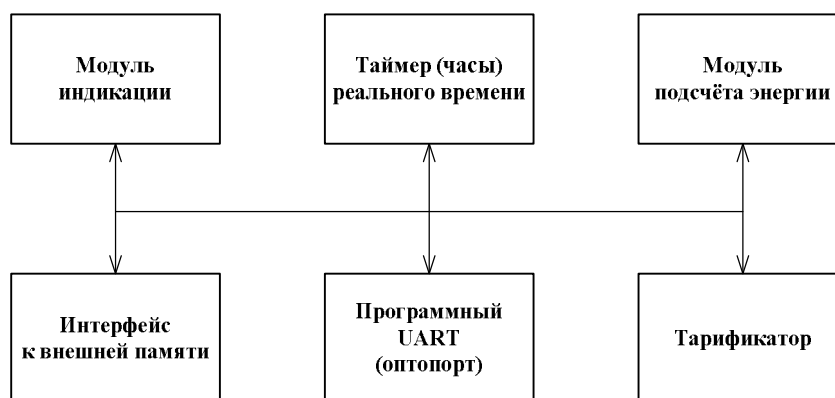 Модуль
индикации
Таймер (часы)
реального времени
Модуль
подсчёта энергии
Интерфейс
к внешней памяти
Программный
UART
(оптопорт)
Тарификатор